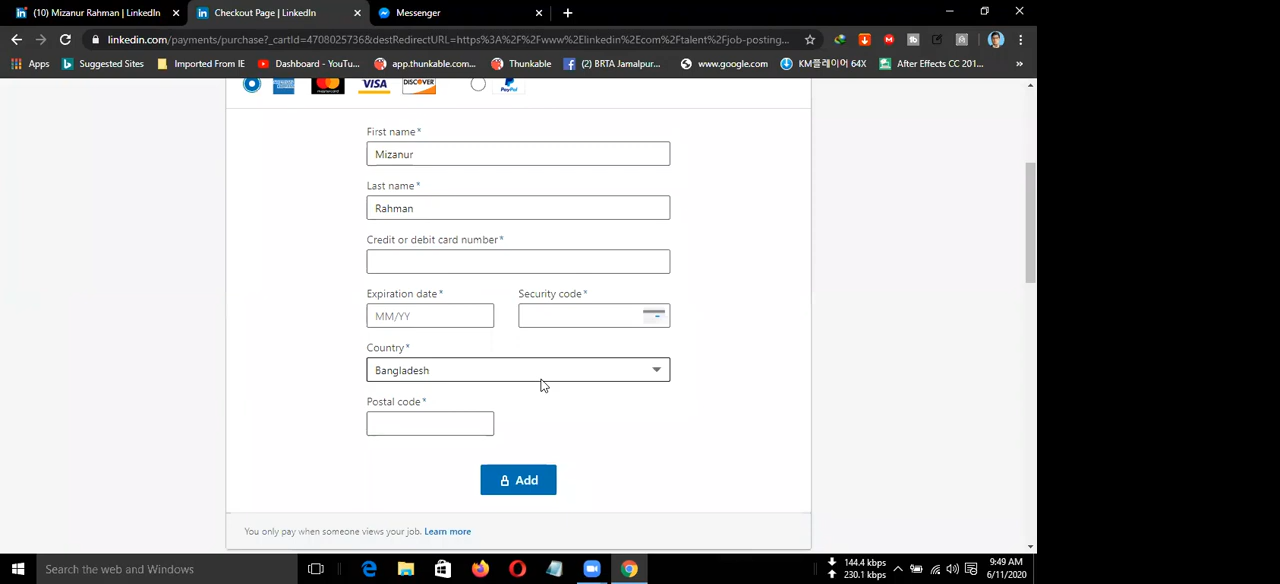 (10) Mizanur Rahman | LinkedIn
Checkout Page | LinkedIn
Messenger
linkedin.com/payments/purchase?_cartId=4708025736&destRedirectURL=https%3A%2F%2Fwww%2Elinkedin%2Ecom%2Ftalent%2Fjob-posting...
Apps
Suggested Sites
Imported From IE
Dashboard - YouTu...
app.thunkable.com...
Thunkable
(2) BRTA Jamalpur...
www.google.com
KM플레이어 64X
After Effects CC 201...
»
VISA
DISCOVER
PayPal
First name*
Mizanur
Last name*
Rahman
Credit or debit card number*
Expiration date*
Security code*
MM/YY
Country*
Bangladesh
Postal code*
Add
You only pay when someone views your job. Learn more
Search the web and Windows
144.4 kbps
230.1 kbps
9:49 AM
6/11/2020